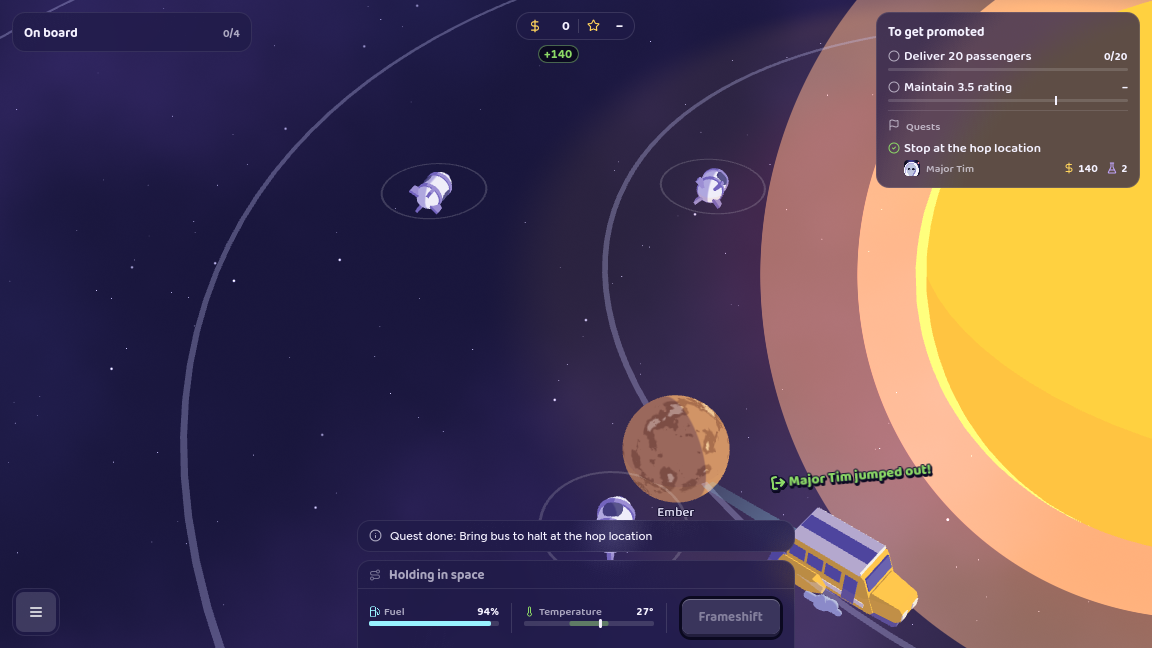 On board
0/4
0
–
+140
To get promoted
Deliver 20 passengers
0/20
Maintain 3.5 rating
–
Quests
Stop at the hop location
Major Tim
140
2
Major Tim jumped out!
Ember
Quest done: Bring bus to halt at the hop location
Holding in space
Fuel
94%
Temperature
27°
Frameshift